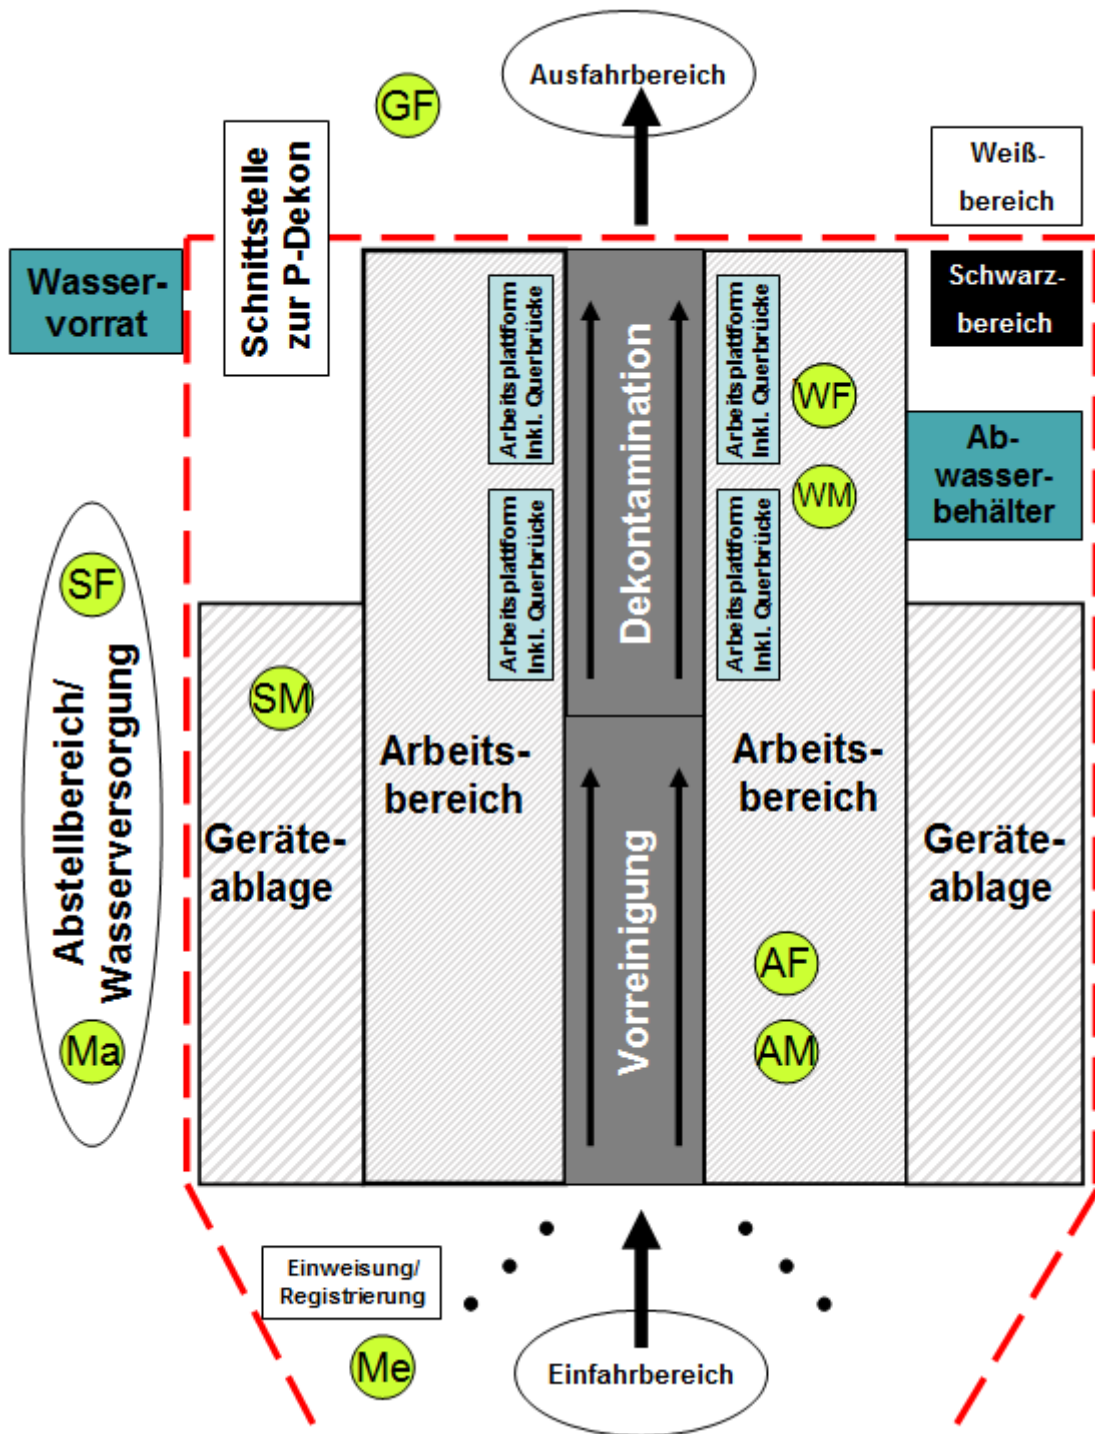 Ausfahrbereich
GF
Schnittstelle
zur P-Dekon
Weiß-
bereich
Schwarz-
bereich
Wasser-
vorrat
Arbeitsplattform
Inkl. Querbrücke
Arbeitsplattform
Inkl. Querbrücke
Dekontamination
Arbeitsplattform
Inkl. Querbrücke
Arbeitsplattform
Inkl. Querbrücke
WF
WM
Ab-
wasser-
behälter
SF
Abstellbereich/
Wasserversorgung
Ma
SM
Geräte-
ablage
Arbeits-
bereich
Vorreinigung
Arbeits-
bereich
AF
AM
Geräte-
ablage
Einweisung/
Registrierung
Me
Einfahrbereich